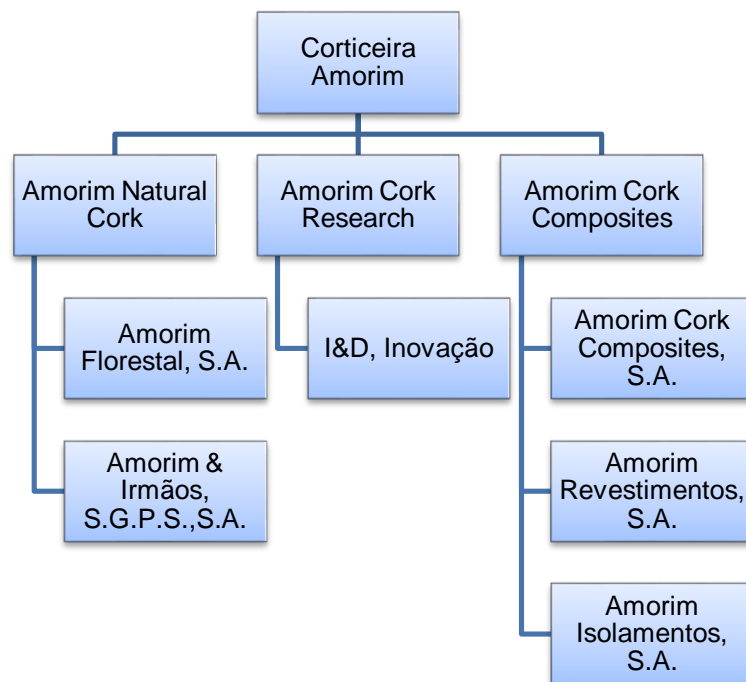 Corticeira
Amorim
Amorim Natural
Cork
Amorim Cork
Research
Amorim Cork
Composites
Amorim
Florestal, S.A.
Amorim &
Irmãos,
S.G.P.S.,S.A.
I&D, Inovação
Amorim Cork
Composites,
S.A.
Amorim
Revestimentos,
S.A.
Amorim
Isolamentos,
S.A.